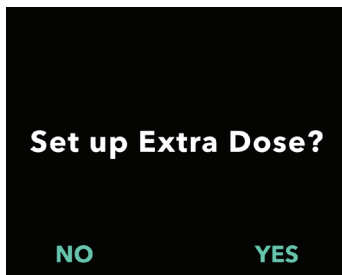 Set up Extra Dose?
NO YES